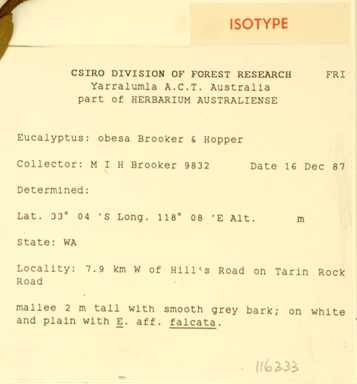 ISOTYPE
CSIRO DIVISION OF FOREST RESEARCH FRI
Yarralumla A.C.T. Australia
part of HERBARIUM AUSTRALIENSE
Eucalyptus: obesa Brooker & Hopper
Collector: M I H Brooker 9832 Date 16 Dec 87
Determined:
Lat. 33° 04 'S Long. 118° 08 'E Alt. m
State: WA
Locality: 7.9 km W of Hill's Road on Tarin Rock
Road
mallee 2 m tall with smooth grey bark; on white
and plain with E. aff. falcata.
116333